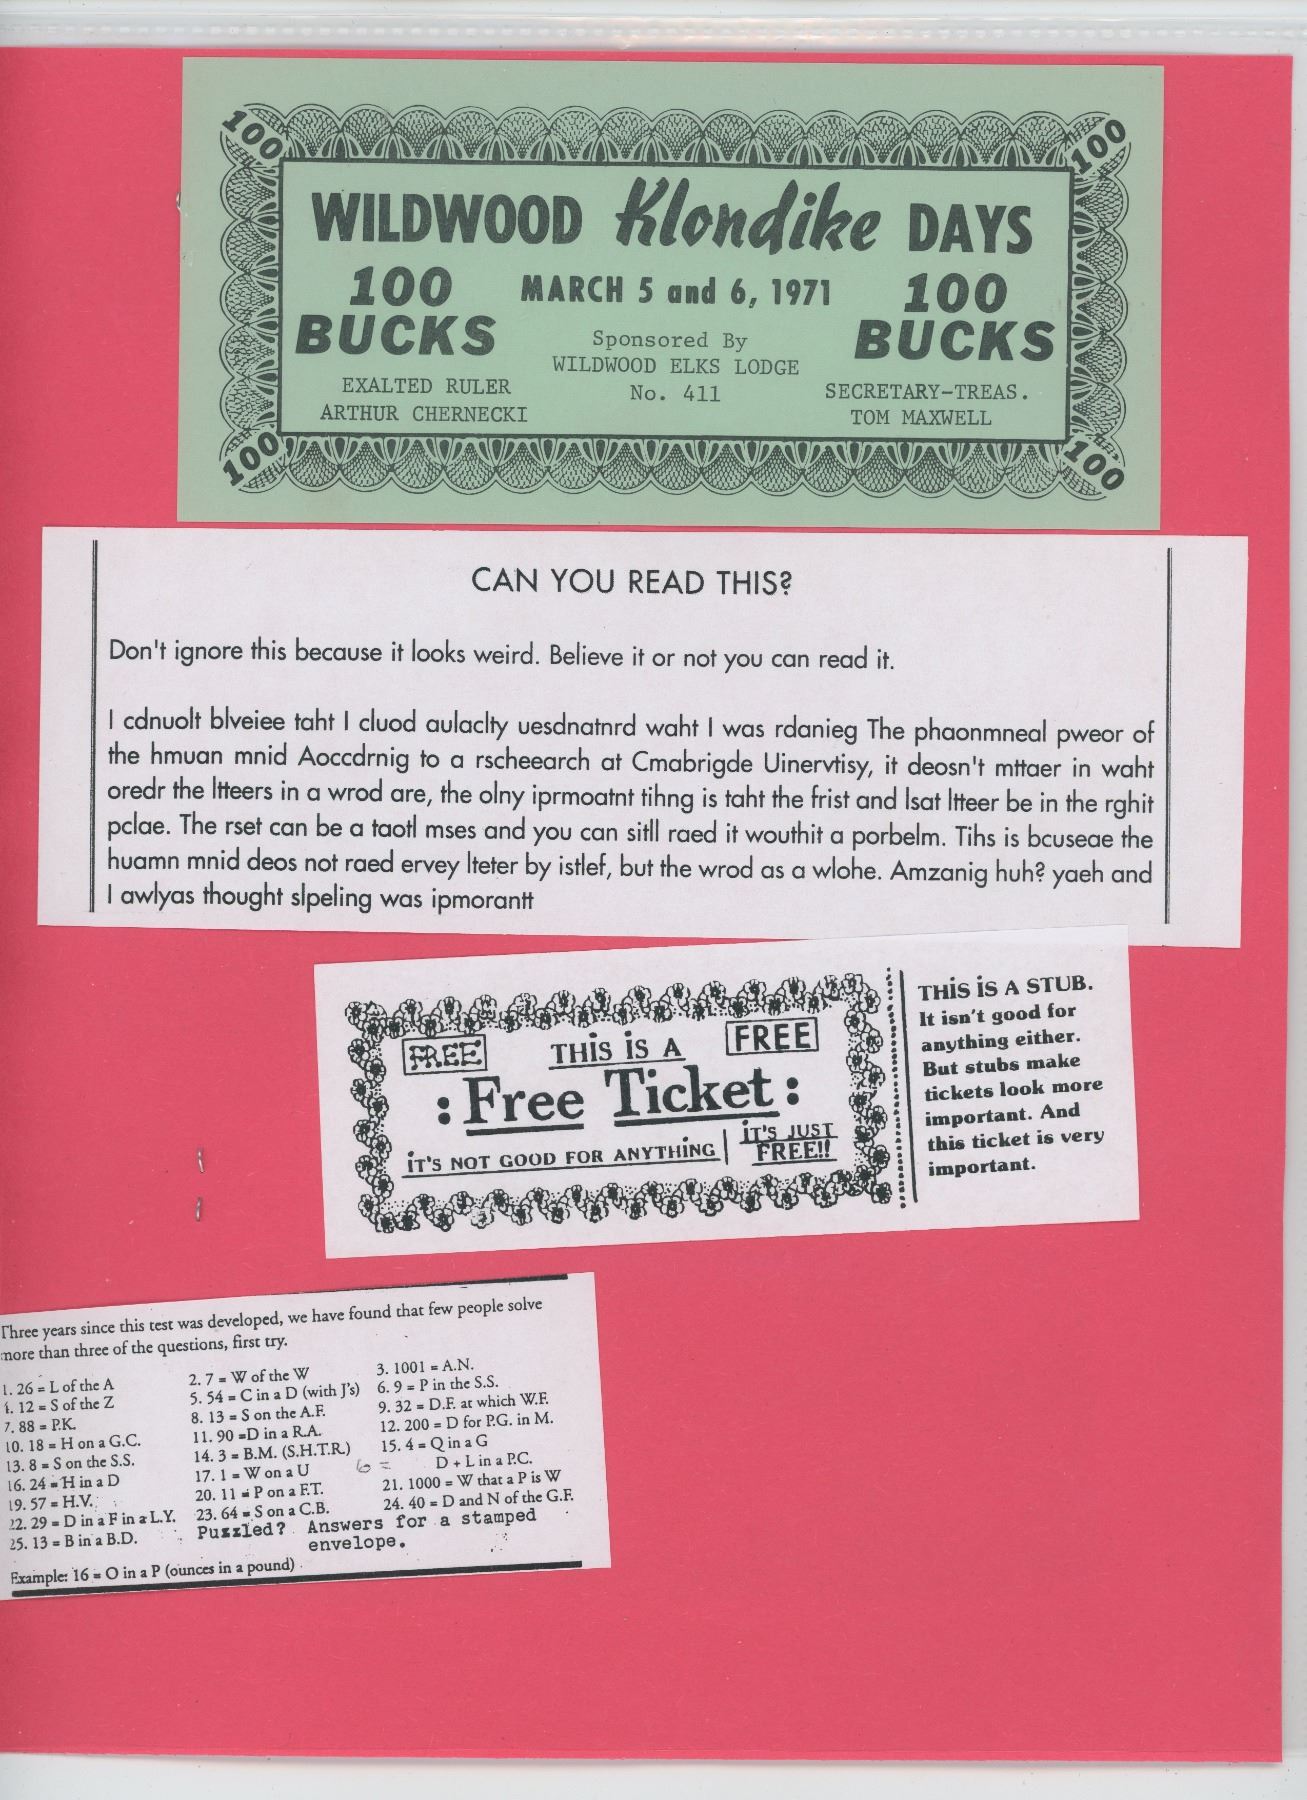 100
100
WILDWOOD Klondike DAYS
100 BUCKS
MARCH 5 and 6, 1971
100 BUCKS
Sponsored By
WILDWOOD ELKS LODGE
No. 411
EXALTED RULER
ARTHUR CHERNECKI
SECRETARY-TREAS.
TOM MAXWELL
100
100
CAN YOU READ THIS?
Don't ignore this because it looks weird. Believe it or not you can read it.
I cdnuolt blveiee taht I cluod aulaclty uesdnatnrd waht I was rdanieg The phaonmneal pweor of
the hmuan mnid Aoccdrnig to a rscheearch at Cmabrigde Uinervtisy, it deosn't mttaer in waht
oredr the ltteers in a wrod are, the olny iprmoatnt tihng is taht the frist and lsat ltteer be in the rghit
pclae. The rset can be a taotl mses and you can sitll raed it wouthit a porbelm. Tihs is bcuseae the
huamn mnid deos not raed ervey lteter by istlef, but the wrod as a wlohe. Amzanig huh? yaeh and
I awlyas thought slpeling was ipmorantt
FREE
THiS iS A
FREE
:Free Ticket:
iT'S NOT GOOD FOR ANYTHiNG
iT'S JUST
FREE!!
THiS iS A STUB.
It isn't good for
anything either.
But stubs make
tickets look more
important. And
this ticket is very
important.
Three years since this test was developed, we have found that few people solve
more than three of the questions, first try.
1. 26 = L of the A
2. 7 = W of the W
3. 1001 = A.N.
4. 12 = S of the Z
5. 54 = C in a D (with J's)
6. 9 = P in the S.S.
7. 88 = P.K.
8. 13 = S on the A.F.
9. 32 = D.F. at which W.F.
10. 18 = H on a G.C.
11. 90 =D in a R.A.
12. 200 = D for P.G. in M.
13. 8 = S on the S.S.
14. 3 = B.M. (S.H.T.R.)
15. 4 = Q in a G
16. 24 = H in a D
17. 1 = W on a U
6 = D + L in a P.C.
19. 57 = H.V.
20. 11 = P on a F.T.
21. 1000 = W that a P is W
22. 29 = D in a F in a L.Y.
23. 64 = S on a C.B.
24. 40 = D and N of the G.F.
25. 13 = B in a B.D.
Puzzled? Answers for a stamped
envelope.
Example: 16 = O in a P (ounces in a pound)